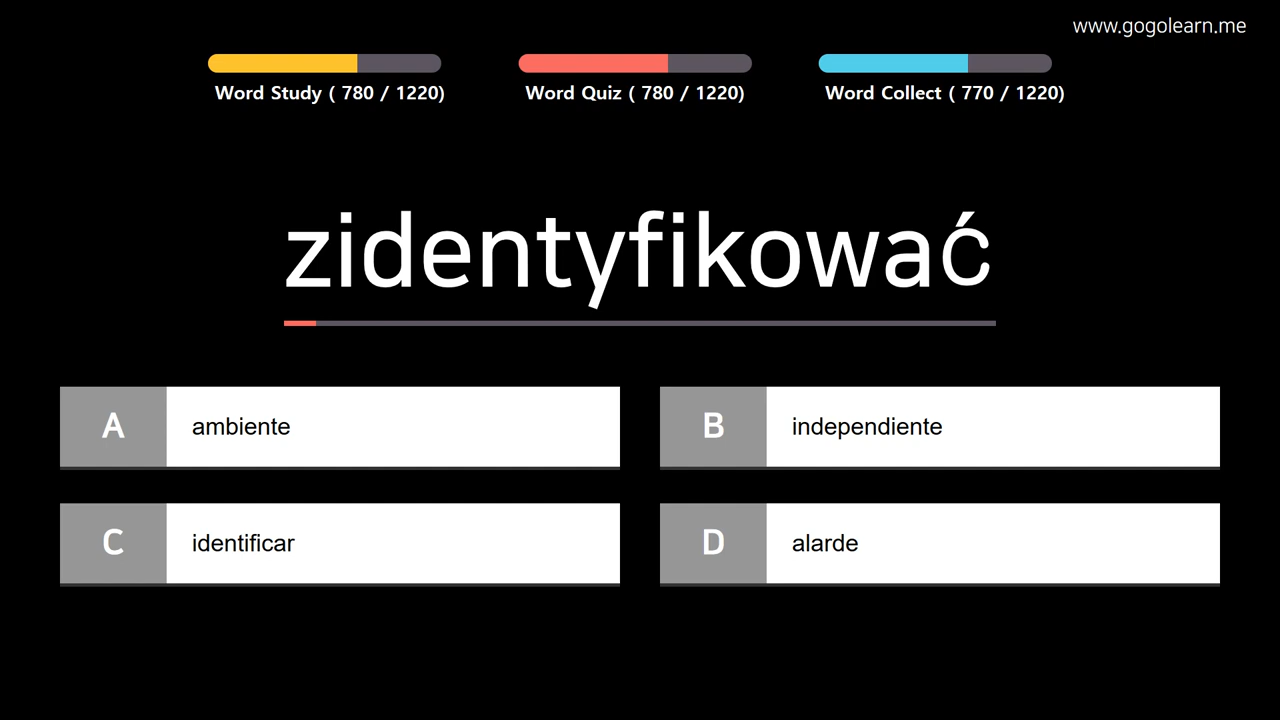 www.gogolearn.me
Word Study ( 780 / 1220)
Word Quiz ( 780 / 1220)
Word Collect ( 770 / 1220)
zidentyfikować
A ambiente
B independiente
C identificar
D alarde